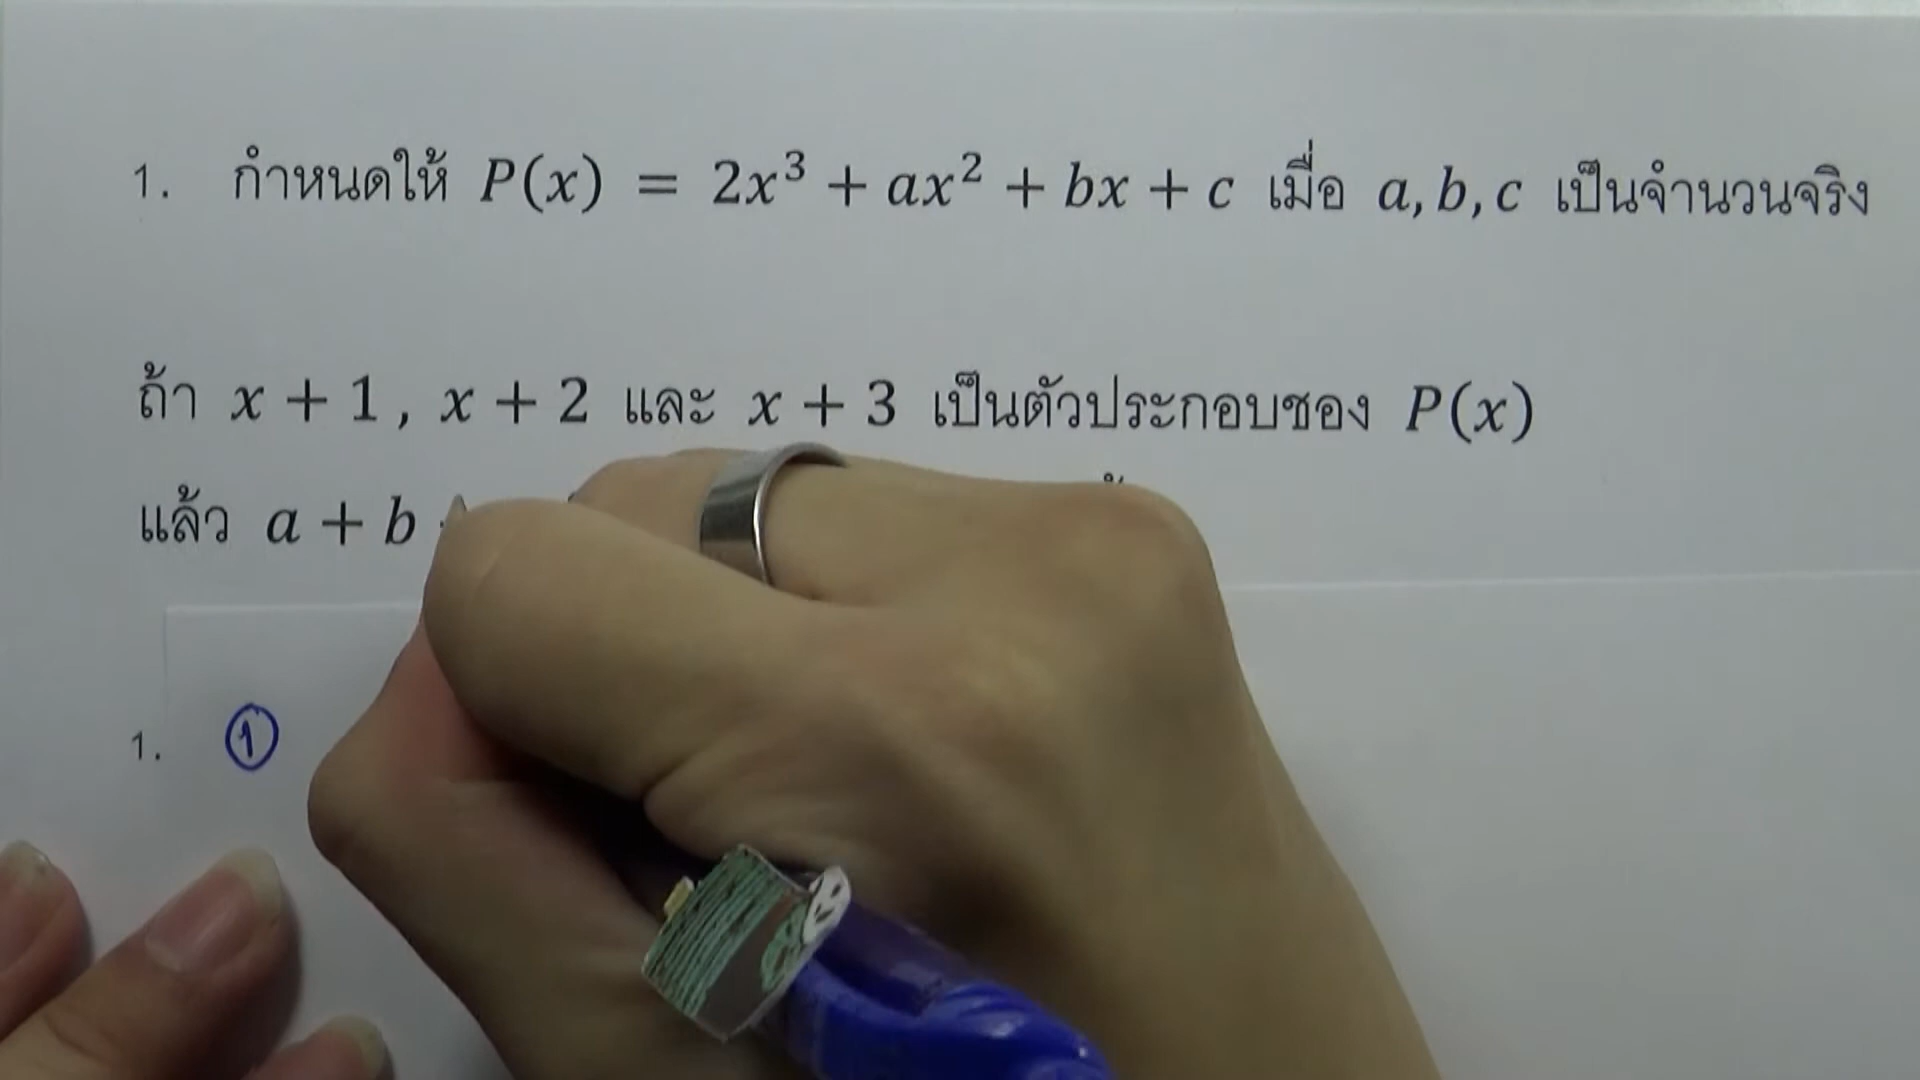 1. กำหนดให้ P(x) = 2x³ + ax² + bx + c เมื่อ a, b, c เป็นจำนวนจริง
ถ้า x + 1 , x + 2 และ x + 3 เป็นตัวประกอบของ P(x)
แล้ว a + b
1. ①